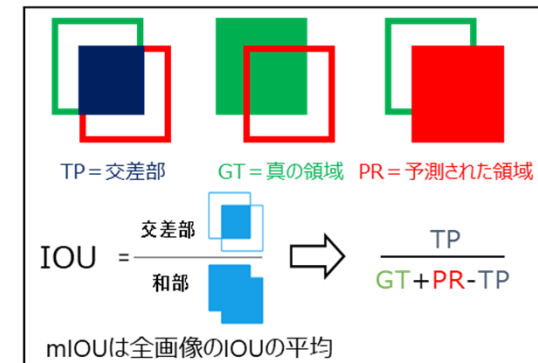 TP＝交差部
GT＝真の領域
PR＝予測された領域
IOU
=
交差部
和部
TP
GT+PR-TP
mIOUは全画像のIOUの平均